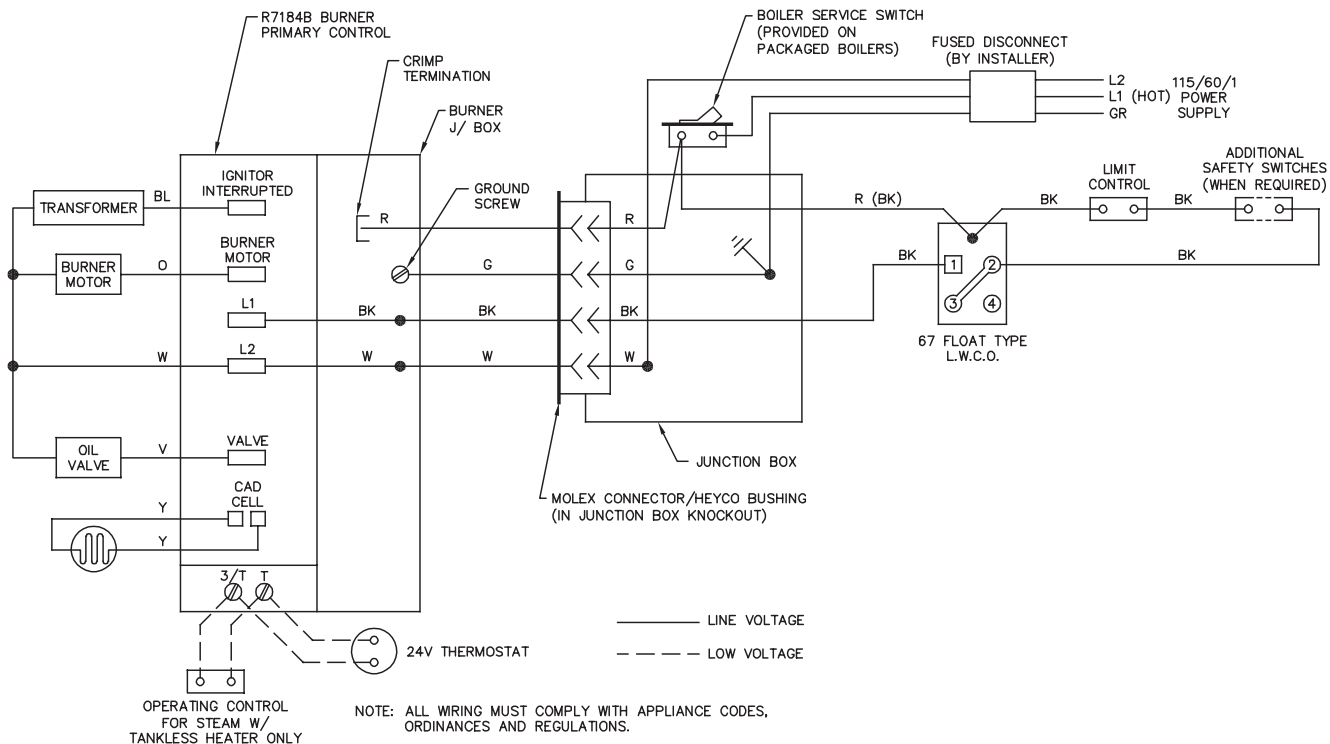 R7184B BURNER
PRIMARY CONTROL
BOILER SERVICE SWITCH
(PROVIDED ON
PACKAGED BOILERS)
FUSED DISCONNECT
(BY INSTALLER)
CRIMP
TERMINATION
BURNER
J/ BOX
L2
L1 (HOT)
GR
115/60/1
POWER
SUPPLY
IGNITOR
INTERRUPTED
GROUND
SCREW
LIMIT
CONTROL
ADDITIONAL
SAFETY SWITCHES
(WHEN REQUIRED)
TRANSFORMER
BL
R
R
R (BK)
BK
BK
BURNER
MOTOR
O
BURNER
MOTOR
G
G
BK
1
2
BK
3
4
L1
BK
BK
BK
67 FLOAT TYPE
L.W.C.O.
W
L2
W
W
W
OIL
VALVE
V
VALVE
JUNCTION BOX
CAD
CELL
Y
Y
MOLEX CONNECTOR/HEYCO BUSHING
(IN JUNCTION BOX KNOCKOUT)
3/T
T
24V THERMOSTAT
LINE VOLTAGE
LOW VOLTAGE
OPERATING CONTROL
FOR STEAM W/
TANKLESS HEATER ONLY
NOTE: ALL WIRING MUST COMPLY WITH APPLIANCE CODES,
ORDINANCES AND REGULATIONS.